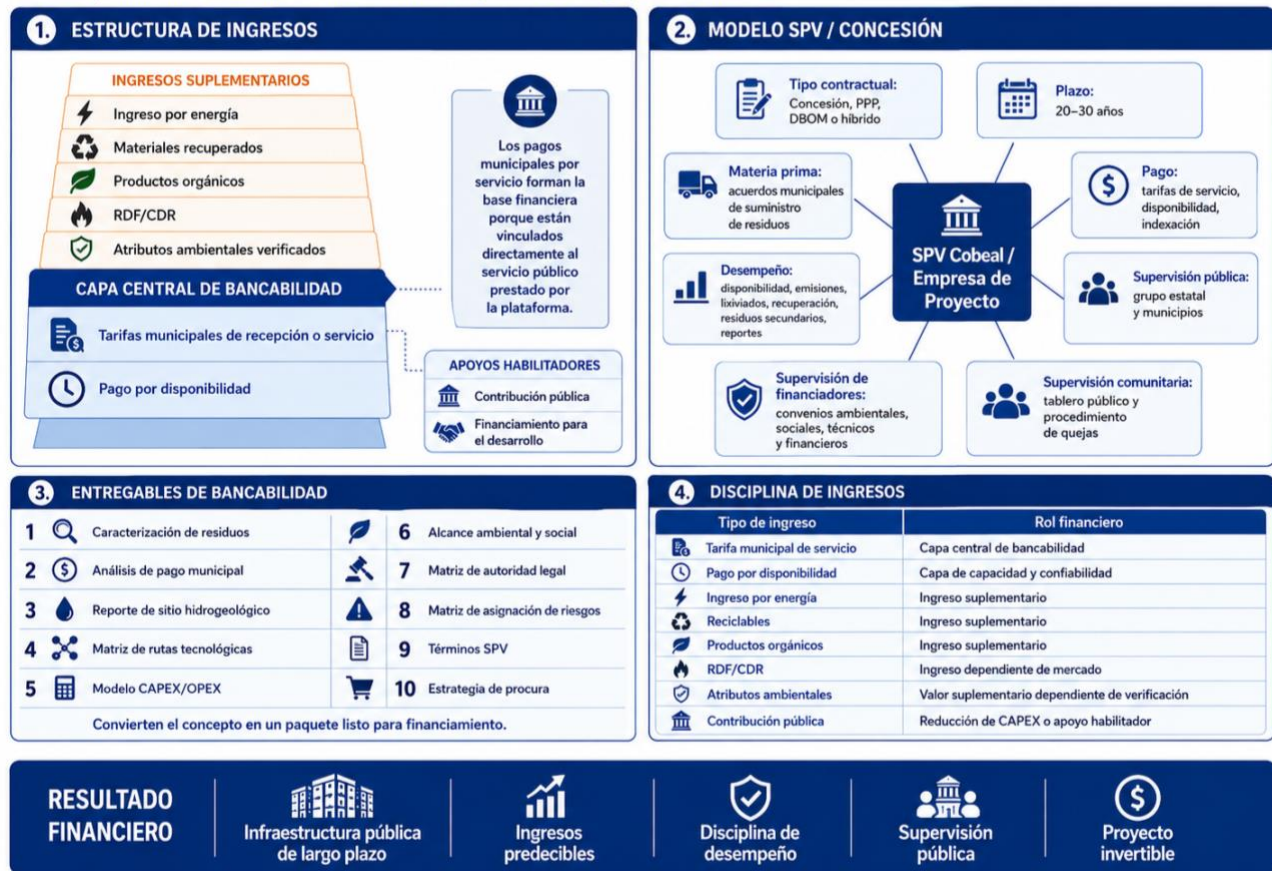 1. ESTRUCTURA DE INGRESOS
INGRESOS SUPLEMENTARIOS
Ingreso por energía
Materiales recuperados
Productos orgánicos
RDF/CDR
Atributos ambientales verificados
CAPA CENTRAL DE BANCABILIDAD
Tarifas municipales de recepción o servicio
Pago por disponibilidad
Los pagos
municipales por
servicio forman la
base financiera
porque están
vinculados
directamente al
servicio público
prestado por
la plataforma.
APOYOS HABILITADORES
Contribución pública
Financiamiento para
el desarrollo
2. MODELO SPV / CONCESIÓN
Tipo contractual:
Concesión, PPP,
DBOM o híbrido
Plazo:
20–30 años
Materia prima:
acuerdos municipales
de suministro
de residuos
Pago:
tarifas de servicio,
disponibilidad,
indexación
SPV Cobeal /
Empresa de
Proyecto
Desempeño:
disponibilidad, emisiones,
lixiviados, recuperación,
residuos secundarios,
reportes
Supervisión pública:
grupo estatal
y municipios
Supervisión de
financiadores:
convenios ambientales,
sociales, técnicos
y financieros
Supervisión comunitaria:
tablero público y
procedimiento
de quejas
3. ENTREGABLES DE BANCABILIDAD
1 Caracterización de residuos
2 Análisis de pago municipal
3 Reporte de sitio hidrogeológico
4 Matriz de rutas tecnológicas
5 Modelo CAPEX/OPEX
6 Alcance ambiental y social
7 Matriz de autoridad legal
8 Matriz de asignación de riesgos
9 Términos SPV
10 Estrategia de procura
Convierten el concepto en un paquete listo para financiamiento.
4. DISCIPLINA DE INGRESOS
Tipo de ingreso Rol financiero
Tarifa municipal de servicio Capa central de bancabilidad
Pago por disponibilidad Capa de capacidad y confiabilidad
Ingreso por energía Ingreso suplementario
Reciclables Ingreso suplementario
Productos orgánicos Ingreso suplementario
RDF/CDR Ingreso dependiente de mercado
Atributos ambientales Valor suplementario dependiente de verificación
Contribución pública Reducción de CAPEX o apoyo habilitador
RESULTADO
FINANCIERO
Infraestructura pública
de largo plazo
Ingresos
predecibles
Disciplina de
desempeño
Supervisión
pública
Proyecto
invertible